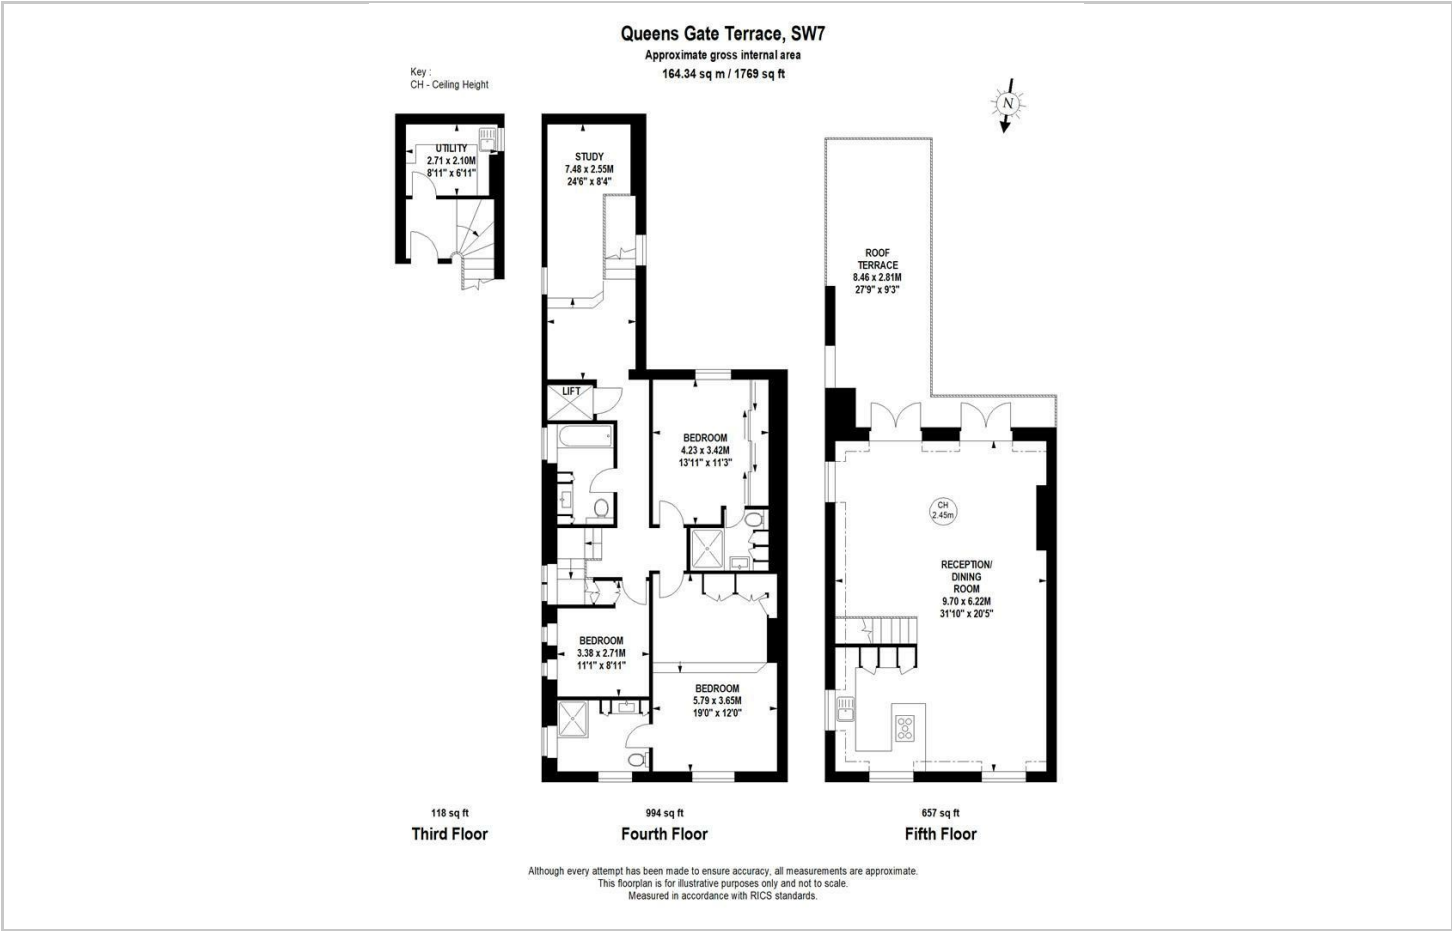 Queens Gate Terrace, SW7
Approximate gross internal area
164.34 sq m / 1769 sq ft
Key :
CH - Ceiling Height
N
UTILITY
2.71 x 2.10M
8'11" x 6'11"
STUDY
7.48 x 2.55M
24'6" x 8'4"
LIFT
BEDROOM
4.23 x 3.42M
13'11" x 11'3"
BEDROOM
3.38 x 2.71M
11'1" x 8'11"
BEDROOM
5.79 x 3.65M
19'0" x 12'0"
ROOF
TERRACE
8.46 x 2.81M
27'9" x 9'3"
CH
2.45m
RECEPTION/
DINING
ROOM
9.70 x 6.22M
31'10" x 20'5"
118 sq ft
Third Floor
994 sq ft
Fourth Floor
657 sq ft
Fifth Floor
Although every attempt has been made to ensure accuracy, all measurements are approximate.
This floorplan is for illustrative purposes only and not to scale.
Measured in accordance with RICS standards.